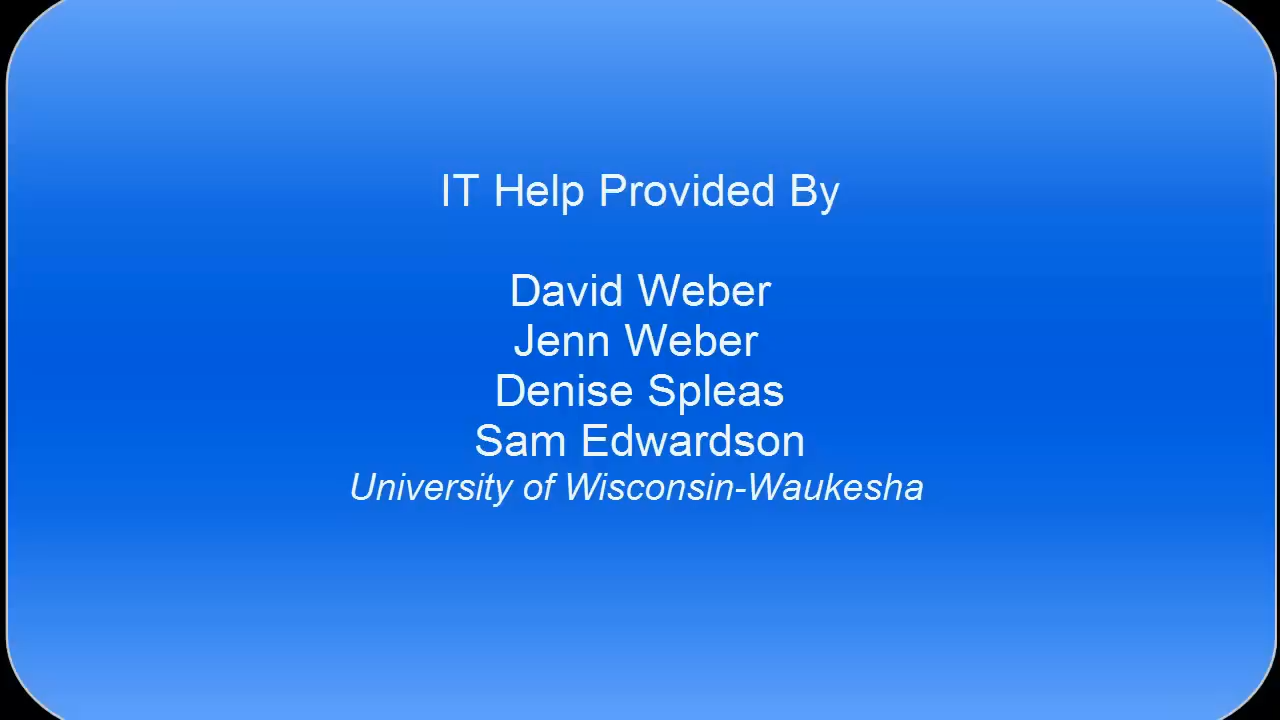 IT Help Provided By
David Weber
Jenn Weber
Denise Spleas
Sam Edwardson
University of Wisconsin-Waukesha